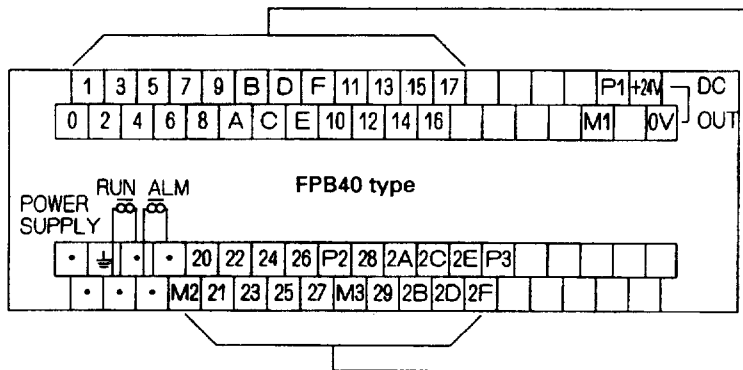 1 3 5 7 9 B D F 11 13 15 17 P1 +24V DC
0 2 4 6 8 A C E 10 12 14 16 M1 0V OUT
FPB40 type
RUN ALM
POWER
SUPPLY
20 22 24 26 P2 28 2A 2C 2E P3
M2 21 23 25 27 M3 29 2B 2D 2F